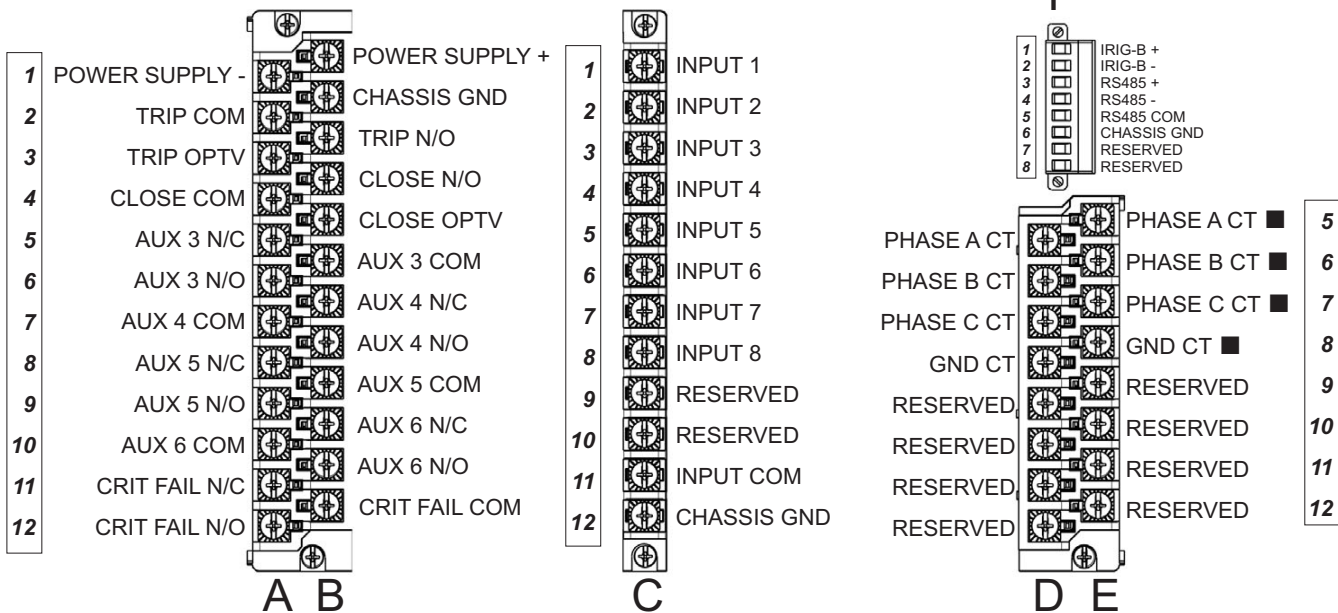 1 POWER SUPPLY - POWER SUPPLY +
2 TRIP COM CHASSIS GND
3 TRIP OPTV TRIP N/O
4 CLOSE COM CLOSE N/O
5 AUX 3 N/C CLOSE OPTV
6 AUX 3 N/O AUX 3 COM
7 AUX 4 COM AUX 4 N/C
8 AUX 5 N/C AUX 4 N/O
9 AUX 5 N/O AUX 5 COM
10 AUX 6 COM AUX 6 N/C
11 CRIT FAIL N/C AUX 6 N/O
12 CRIT FAIL N/O CRIT FAIL COM
A B
1 INPUT 1
2 INPUT 2
3 INPUT 3
4 INPUT 4
5 INPUT 5
6 INPUT 6
7 INPUT 7
8 INPUT 8
9 RESERVED
10 RESERVED
11 INPUT COM
12 CHASSIS GND
C
1 IRIG-B +
2 IRIG-B -
3 RS485 +
4 RS485 -
5 RS485 COM
6 CHASSIS GND
7 RESERVED
8 RESERVED
PHASE A CT PHASE A CT ■ 5
PHASE B CT PHASE B CT ■ 6
PHASE C CT PHASE C CT ■ 7
GND CT GND CT ■ 8
RESERVED RESERVED 9
RESERVED RESERVED 10
RESERVED RESERVED 11
RESERVED RESERVED 12
D E